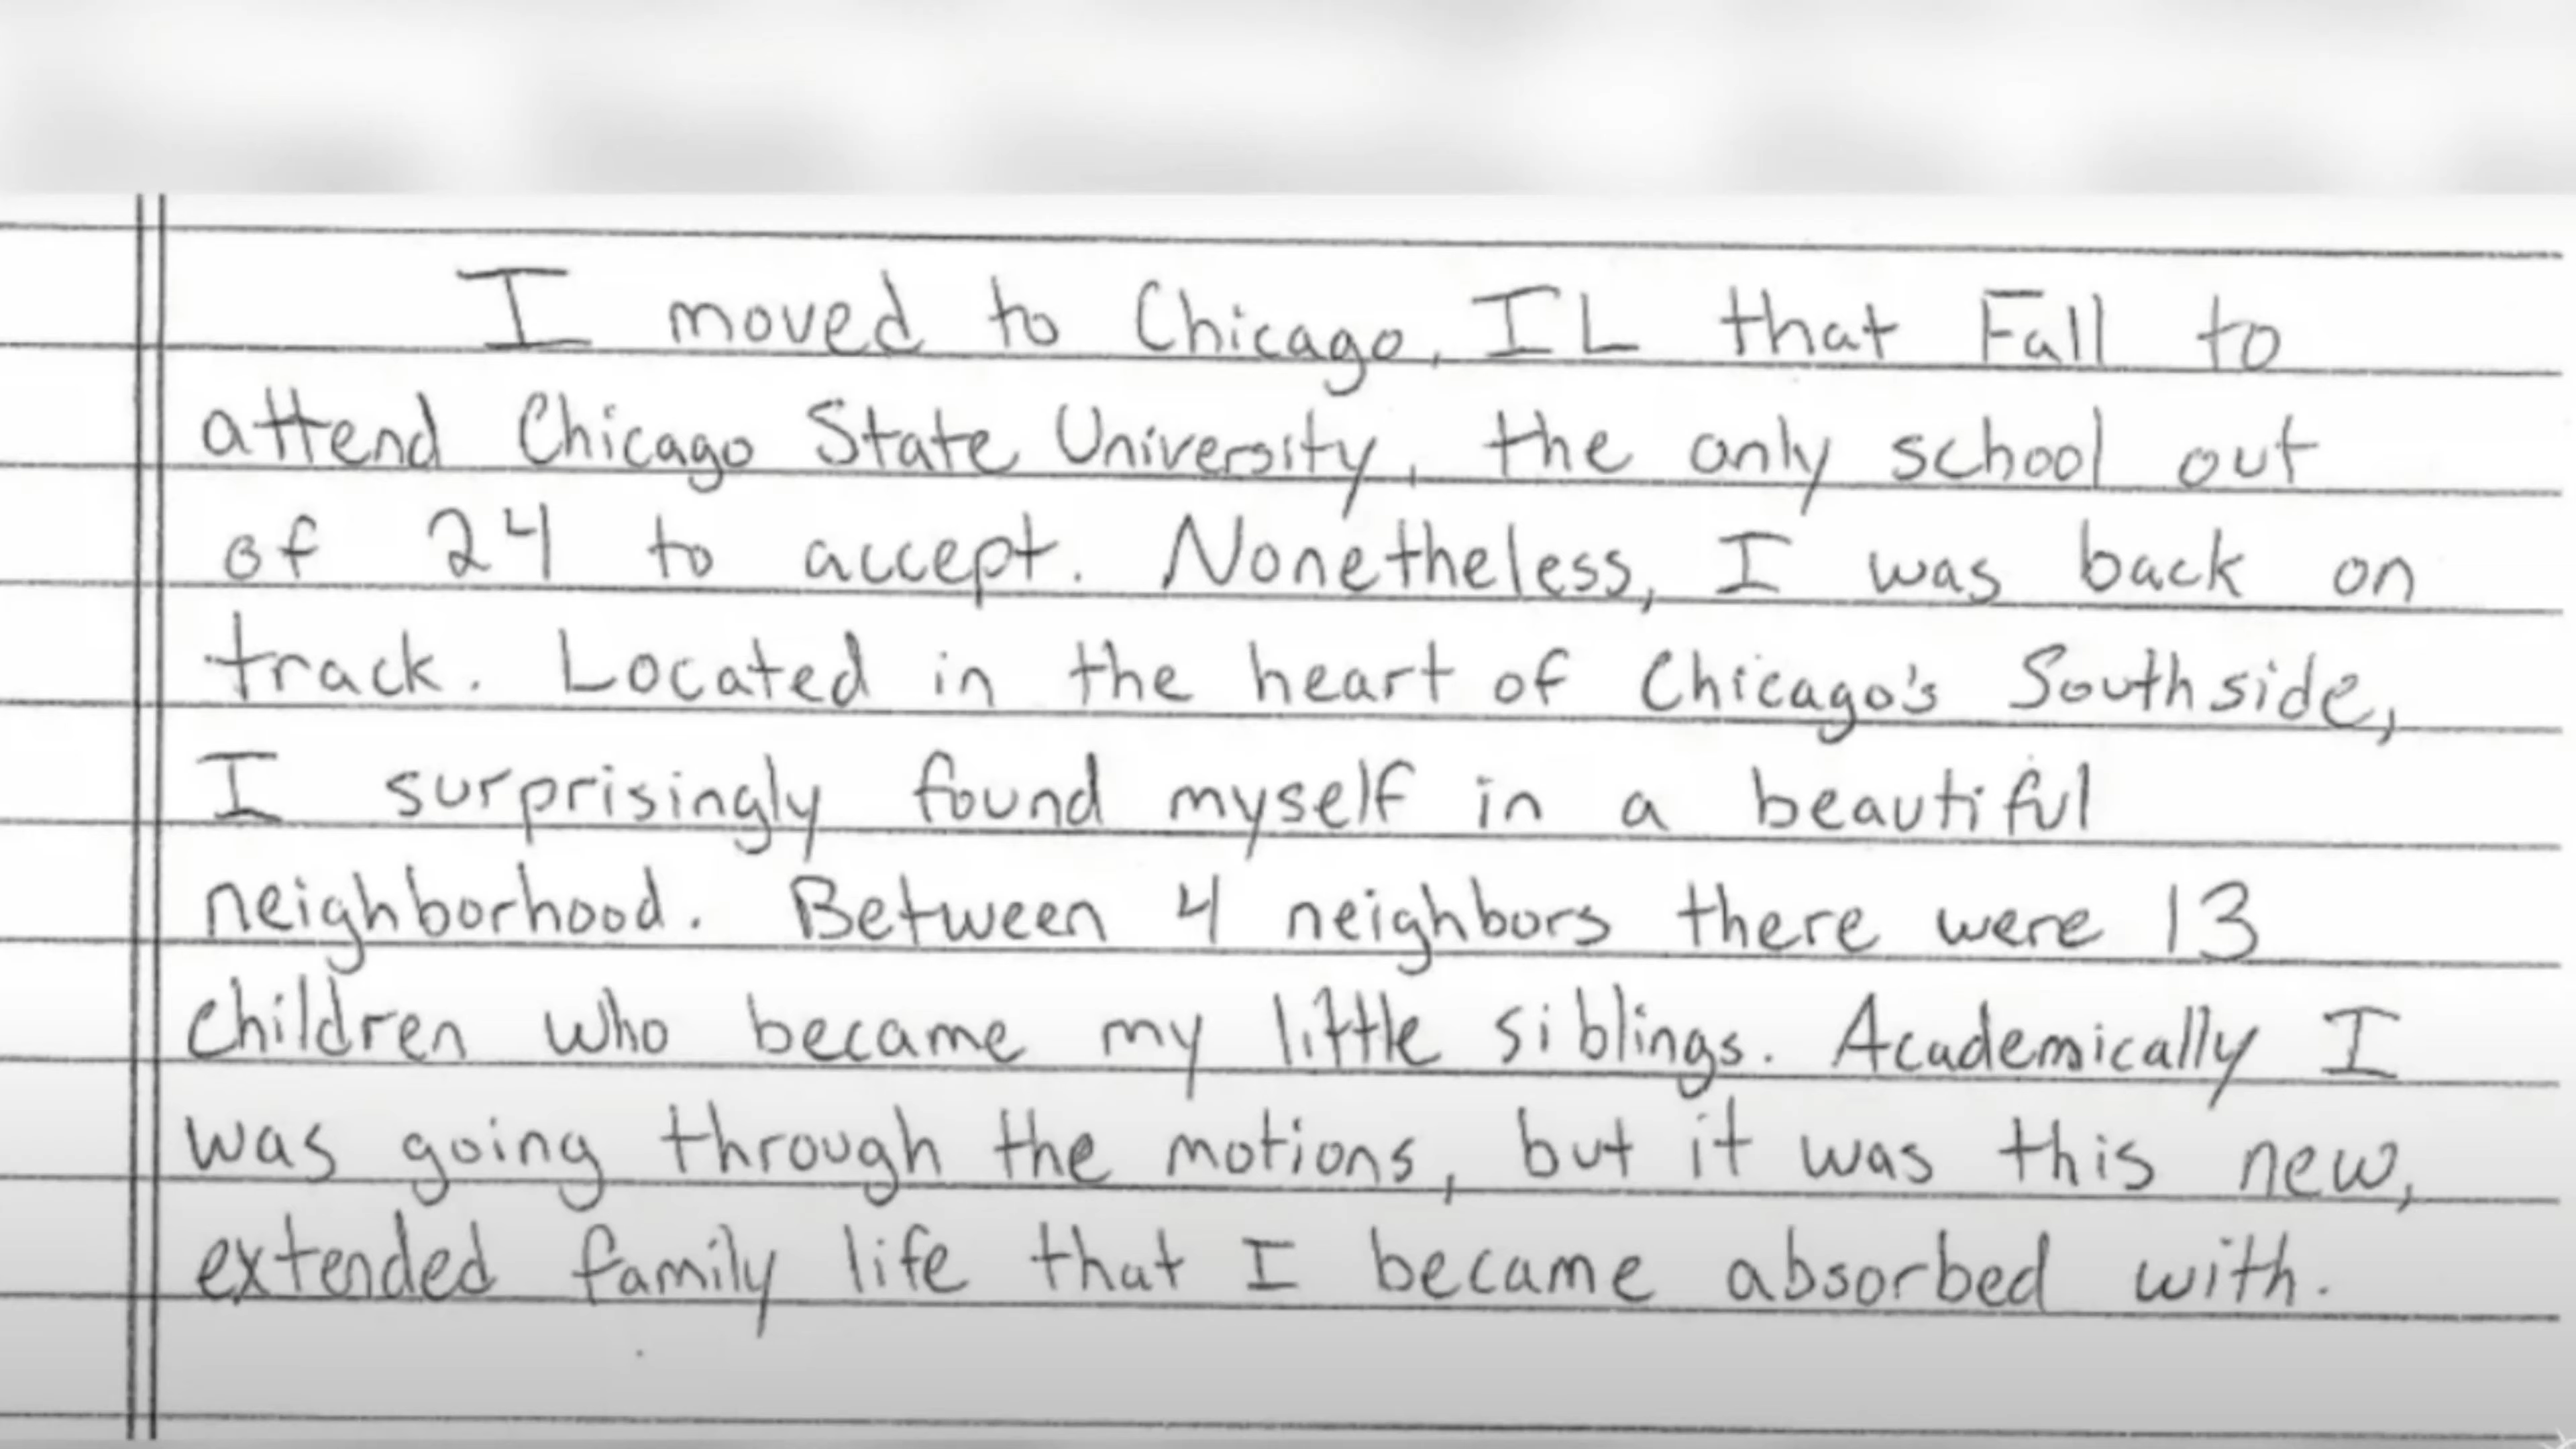 I moved to Chicago, IL that Fall to
attend Chicago State University, the only school out
of 24 to accept. Nonetheless, I was back on
track. Located in the heart of Chicago's Southside,
I surprisingly found myself in a beautiful
neighborhood. Between 4 neighbors there were 13
children who became my little siblings. Academically I
was going through the motions, but it was this new,
extended family life that I became absorbed with.